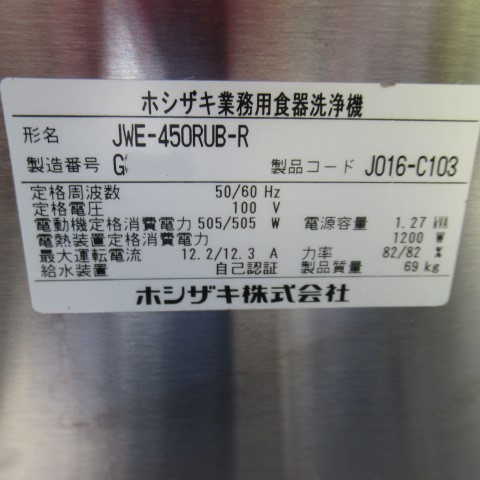 ホシザキ業務用食器洗浄機
形名 JWE-450RUB-R
製造番号 G 製品コード J016-C103
定格周波数 50/60 Hz
定格電圧 100 V
電動機定格消費電力 505/505 W 電源容量 1.27 kVA
電熱装置定格消費電力 1200 W
最大運転電流 12.2/12.3 A 力率 82/82 %
給水装置 自己認証 製品質量 69 kg
ホシザキ株式会社